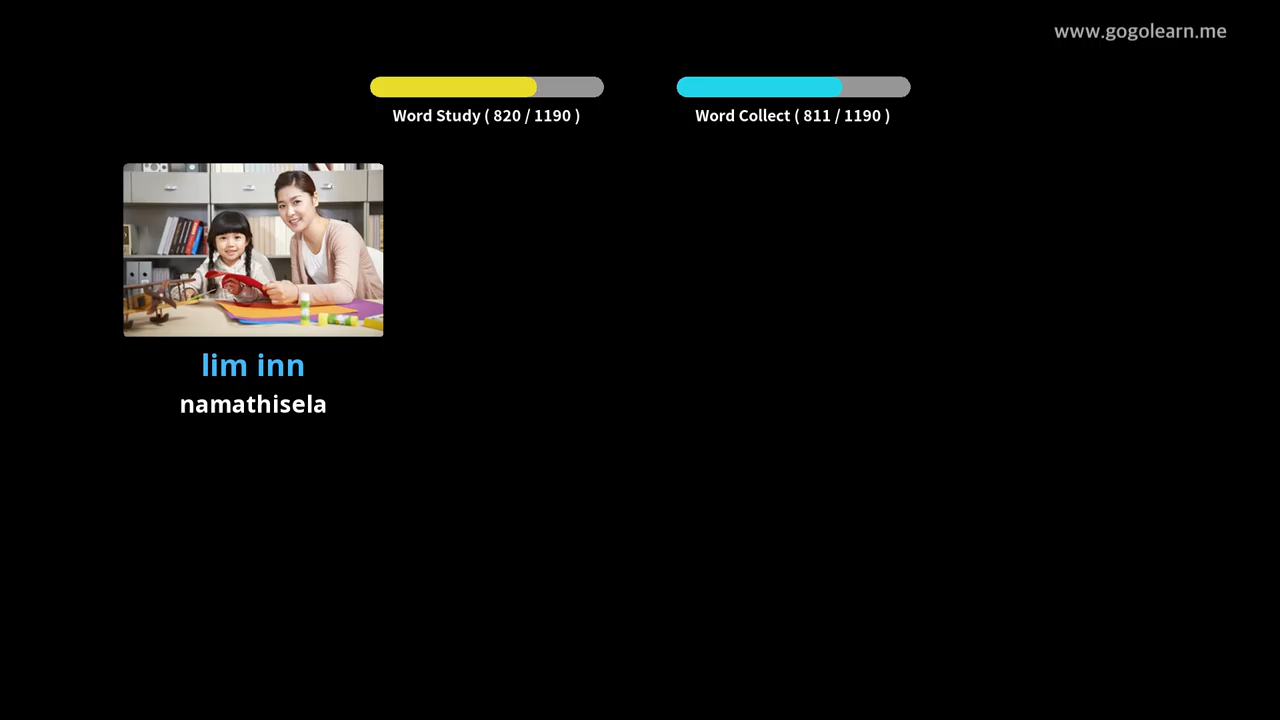 www.gogolearn.me
Word Study ( 820 / 1190 )
Word Collect ( 811 / 1190 )
lim inn
namathisela